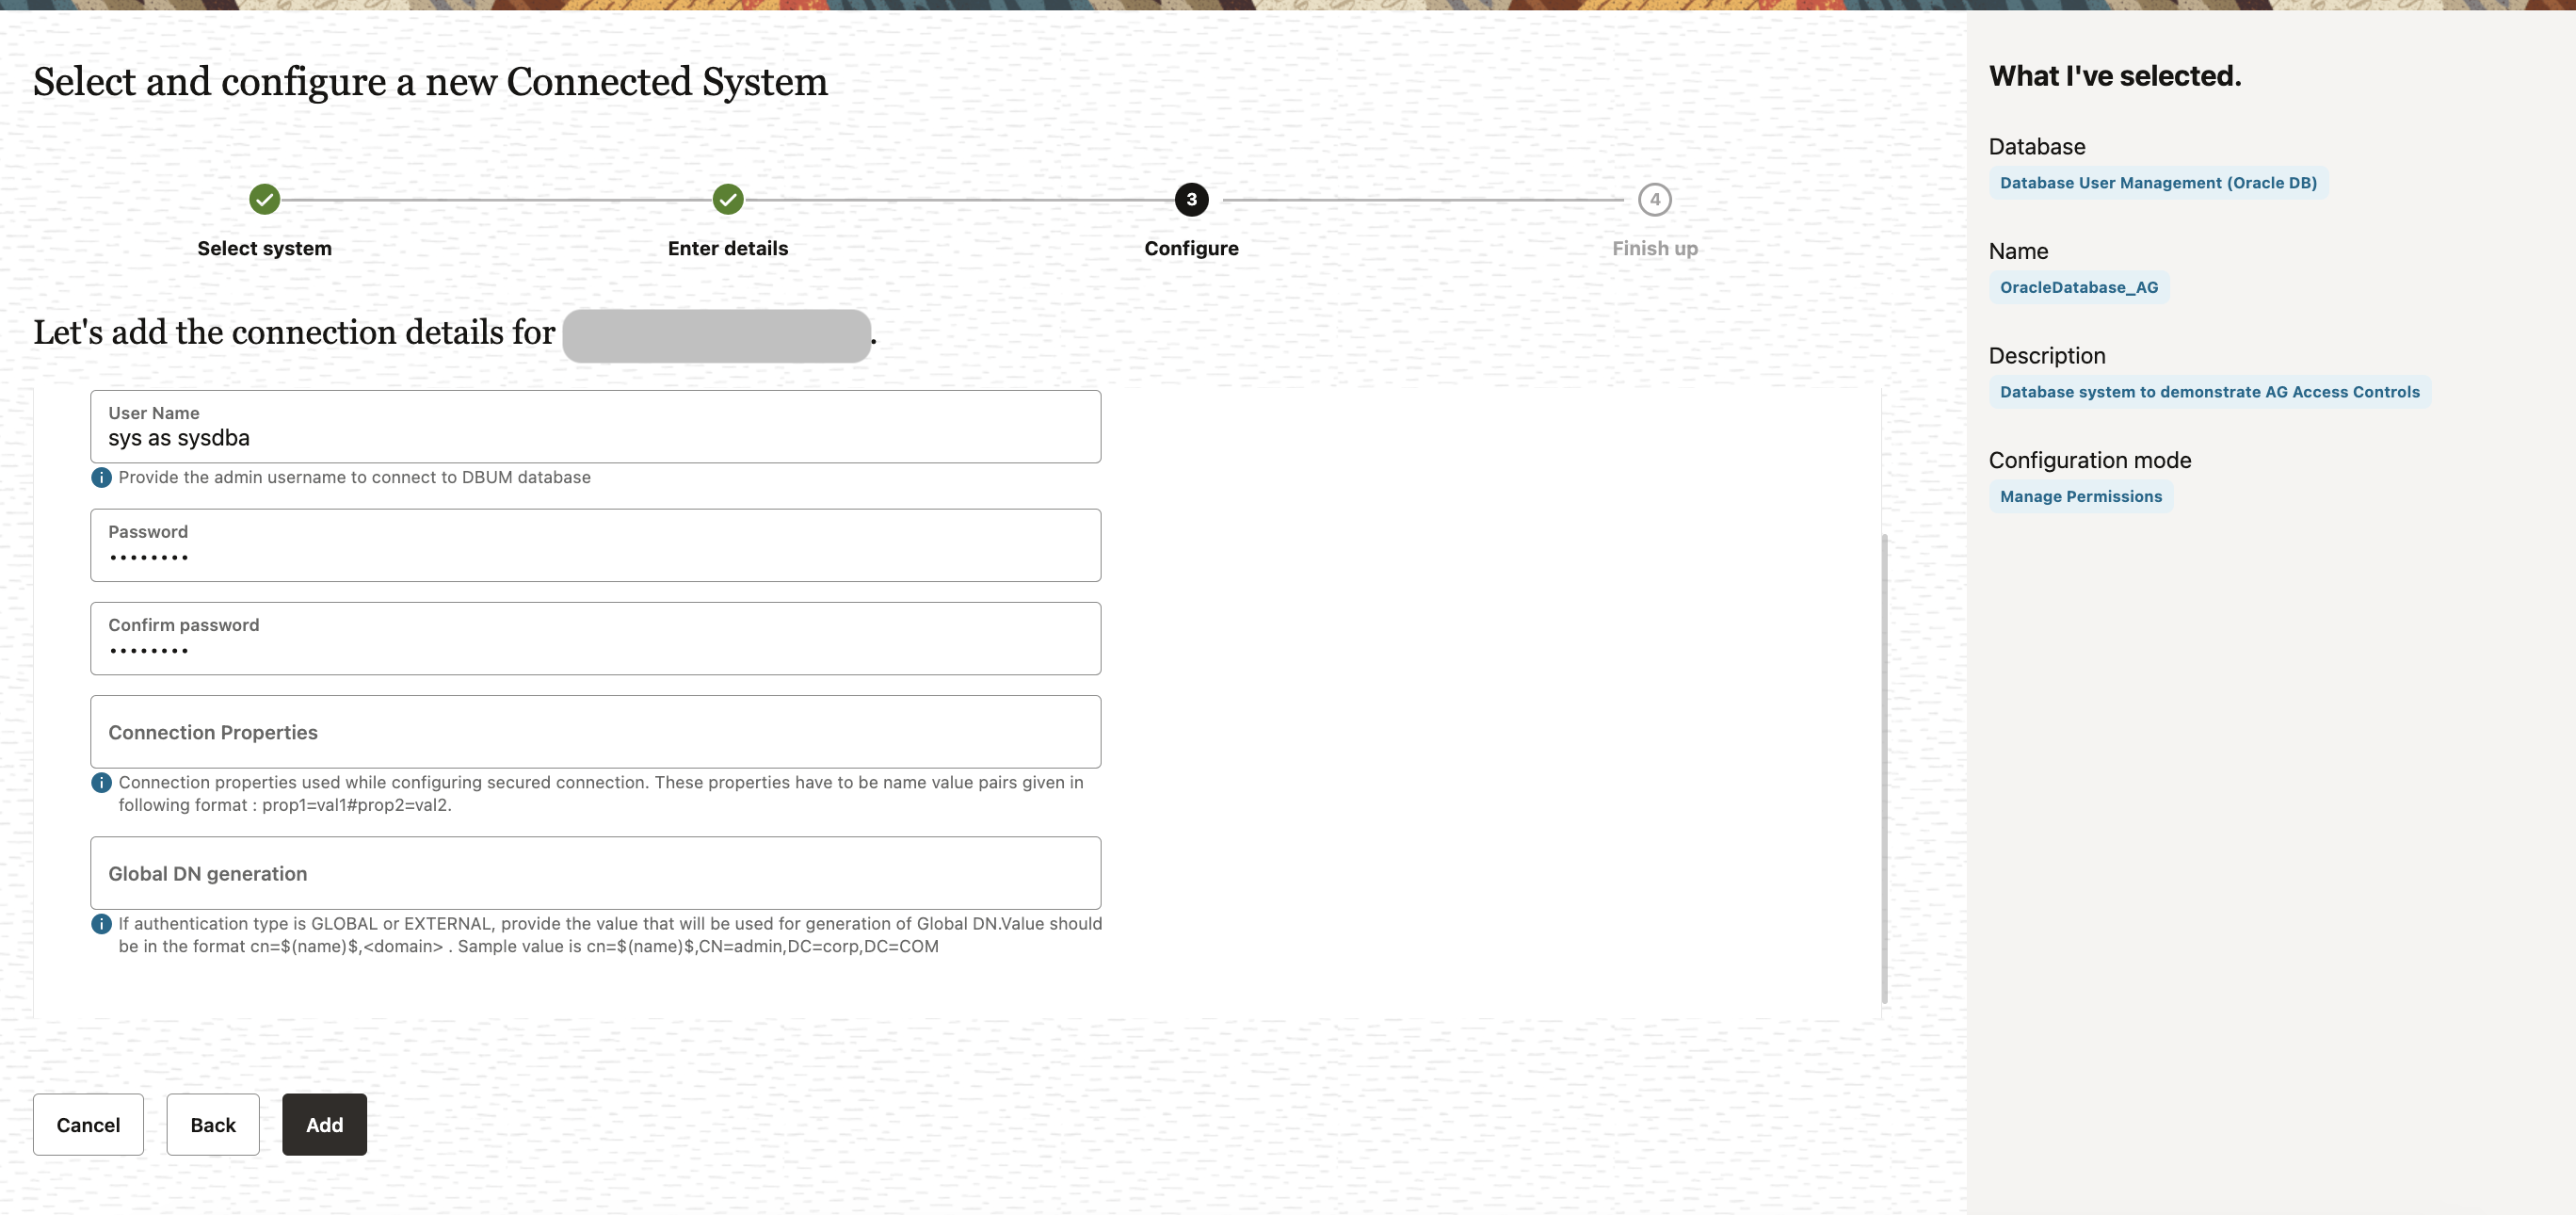 Select and configure a new Connected System
Select system
Enter details
3
Configure
4
Finish up
Let's add the connection details for .
User Name
sys as sysdba
Provide the admin username to connect to DBUM database
Password
••••••••
Confirm password
••••••••
Connection Properties
Connection properties used while configuring secured connection. These properties have to be name value pairs given in
following format : prop1=val1#prop2=val2.
Global DN generation
If authentication type is GLOBAL or EXTERNAL, provide the value that will be used for generation of Global DN.Value should
be in the format cn=$(name)$,<domain> . Sample value is cn=$(name)$,CN=admin,DC=corp,DC=COM
Cancel
Back
Add
What I've selected.
Database
Database User Management (Oracle DB)
Name
OracleDatabase_AG
Description
Database system to demonstrate AG Access Controls
Configuration mode
Manage Permissions